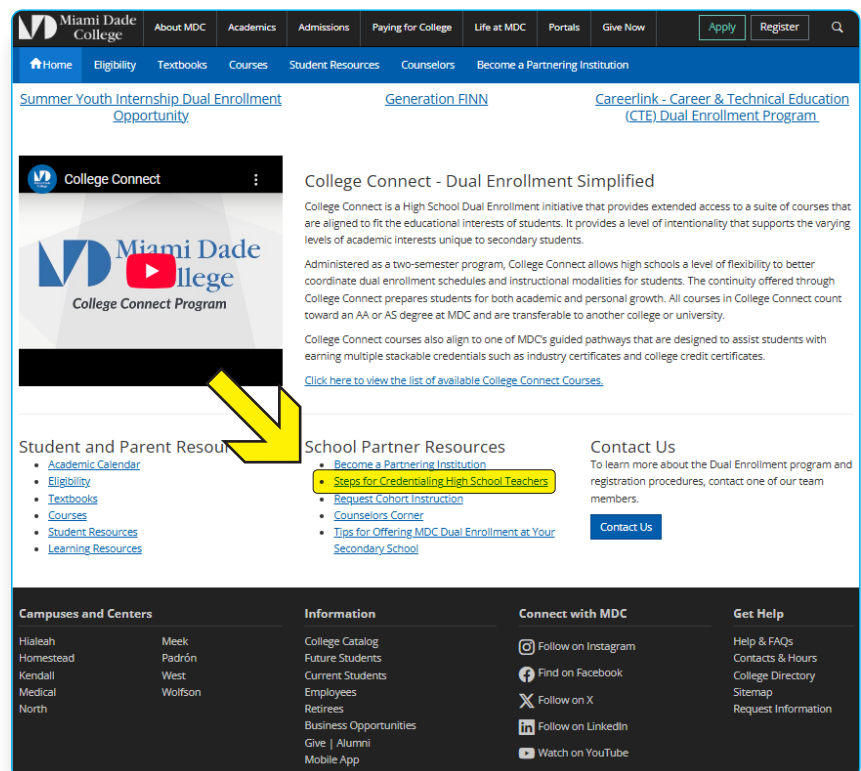 Miami Dade
College
About MDC
Academics
Admissions
Paying for College
Life at MDC
Portals
Give Now
Apply
Register
Home
Eligibility
Textbooks
Courses
Student Resources
Counselors
Become a Partnering Institution
Summer Youth Internship Dual Enrollment
Opportunity
Generation FINN
Careerlink - Career & Technical Education
(CTE) Dual Enrollment Program
College Connect
Miami Dade
College Connect Program
College Connect - Dual Enrollment Simplified
College Connect is a High School Dual Enrollment initiative that provides extended access to a suite of courses that
are aligned to fit the educational interests of students. It provides a level of intentionality that supports the varying
levels of academic interests unique to secondary students.
Administered as a two-semester program, College Connect allows high schools a level of flexibility to better
coordinate dual enrollment schedules and instructional modalities for students. The continuity offered through
College Connect prepares students for both academic and personal growth. All courses in College Connect count
toward an AA or AS degree at MDC and are transferable to another college or university.
College Connect courses also align to one of MDC's guided pathways that are designed to assist students with
earning multiple stackable credentials such as industry certificates and college credit certificates.
Click here to view the list of available College Connect Courses.
Student and Parent
Academic Calendar
Eligibility
Textbooks
Courses
Student Resources
Learning Resources
School Partner Resources
Become a Partnering Institution
Steps for Credentialing High School Teachers
Request Cohort Instruction
Counselors Corner
Tips for Offering MDC Dual Enrollment at Your
Secondary School
Contact Us
To learn more about the Dual Enrollment program and
registration procedures, contact one of our team
members.
Contact Us
Campuses and Centers
Hialeah
Homestead
Kendall
Medical
North
Meek
Padrón
West
Wolfson
Information
College Catalog
Future Students
Current Students
Employees
Retirees
Business Opportunities
Give | Alumni
Mobile App
Connect with MDC
Follow on Instagram
Find on Facebook
Follow on X
Follow on LinkedIn
Watch on YouTube
Get Help
Help & FAQs
Contacts & Hours
College Directory
Sitemap
Request Information